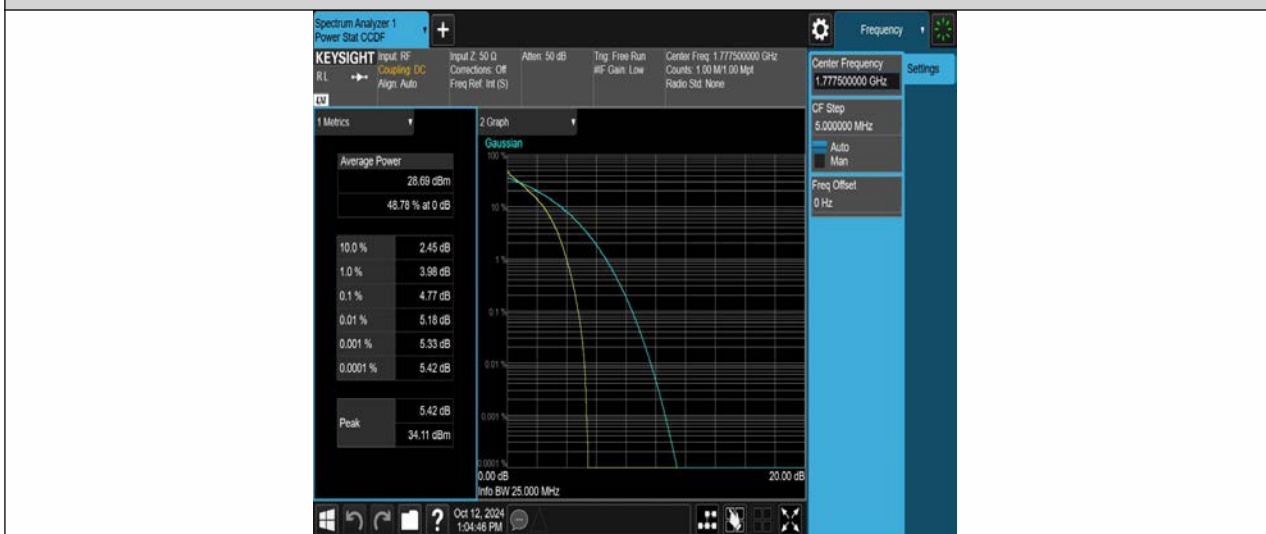 Spectrum Analyzer 1
Power Stat CCDF
Frequency
KEYSIGHT
RL
Input: RF
Coupling: DC
Align: Auto
Input Z: 50 Ω
Corrections: Off
Freq Ref: Int (S)
Atten: 50 dB
Trig: Free Run
#IF Gain: Low
Center Freq: 1.777500000 GHz
Counts: 1.00 M/1.00 Mpt
Radio Std: None
Center Frequency
1.777500000 GHz
Settings
CF Step
5.000000 MHz
Auto
Man
Freq Offset
0 Hz
1 Metrics
Average Power
28.69 dBm
48.78 % at 0 dB
10.0 % 2.45 dB
1.0 % 3.98 dB
0.1 % 4.77 dB
0.01 % 5.18 dB
0.001 % 5.33 dB
0.0001 % 5.42 dB
Peak
5.42 dB
34.11 dBm
2 Graph
Gaussian
100 %
10 %
1 %
0.1 %
0.01 %
0.001 %
0.0001 %
0.00 dB 20.00 dB
Info BW 25.000 MHz
Oct 12, 2024
1:04:46 PM